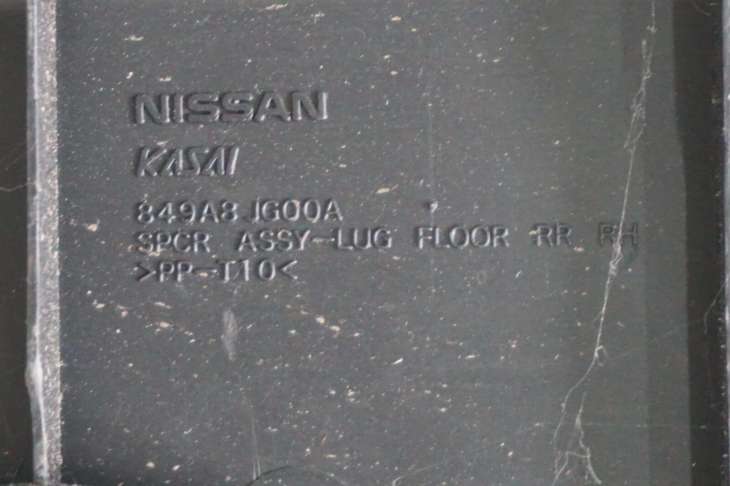 NISSAN
KASAI
849A8 JG00A
SPCR ASSY-LUG FLOOR RR RH
>PP-T10<